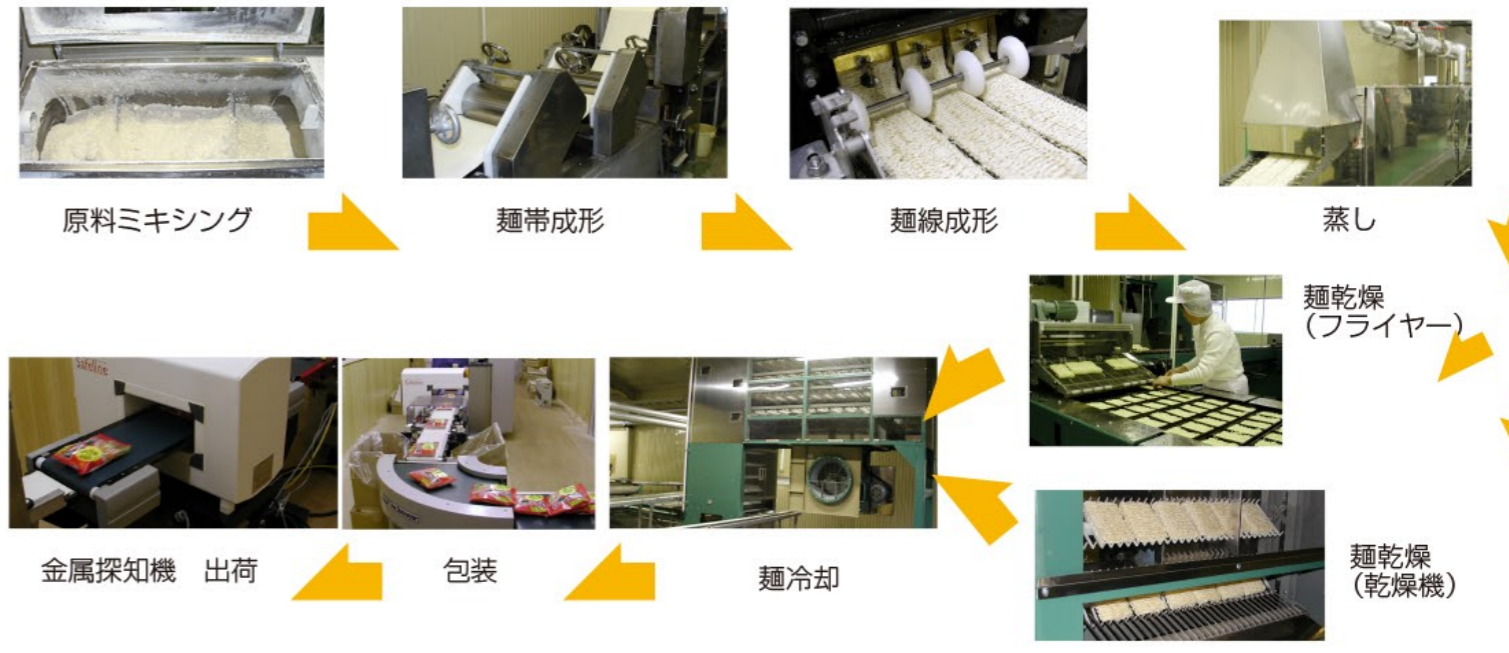 原料ミキシング
麺帯成形
麺線成形
蒸し
麺乾燥
(フライヤー)
麺乾燥
(乾燥機)
麺冷却
包装
金属探知機　出荷
Safeline